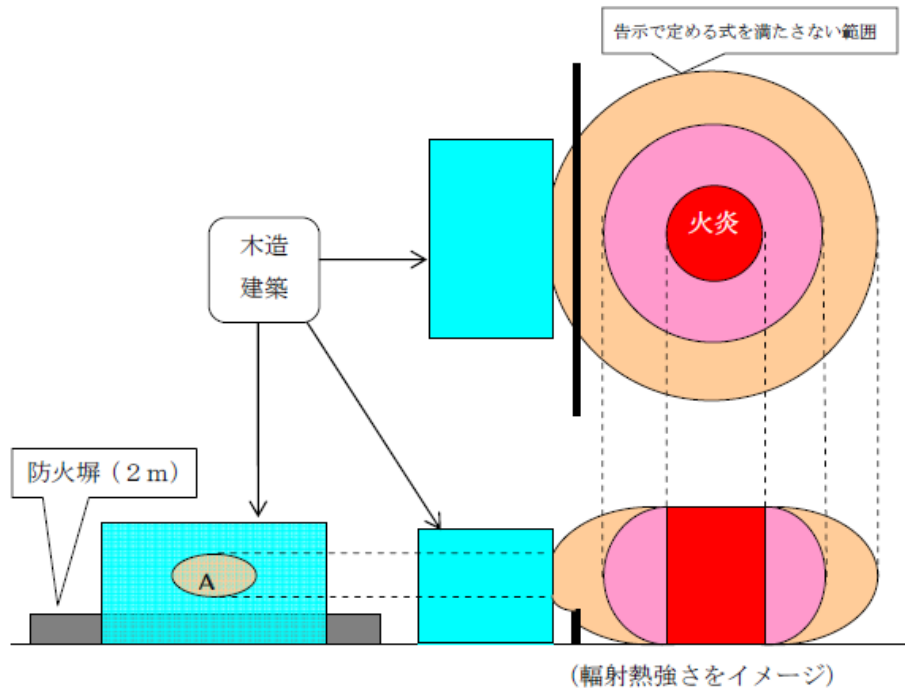 告示で定める式を満たさない範囲
火炎
木造
建築
防火塀（２ｍ）
A
(輻射熱強さをイメージ)